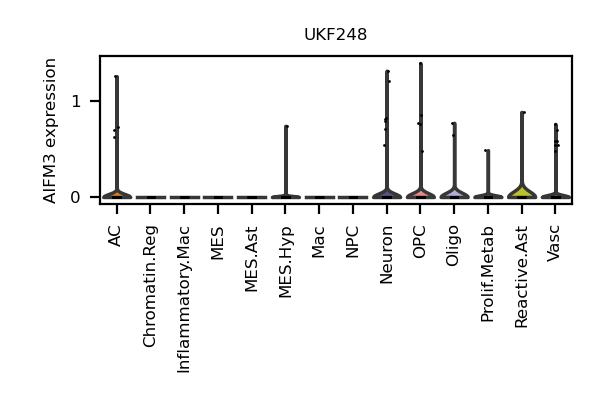 UKF248
AIFM3 expression
1
0
AC
Chromatin.Reg
Inflammatory.Mac
MES
MES.Ast
MES.Hyp
Mac
NPC
Neuron
OPC
Oligo
Prolif.Metab
Reactive.Ast
Vasc